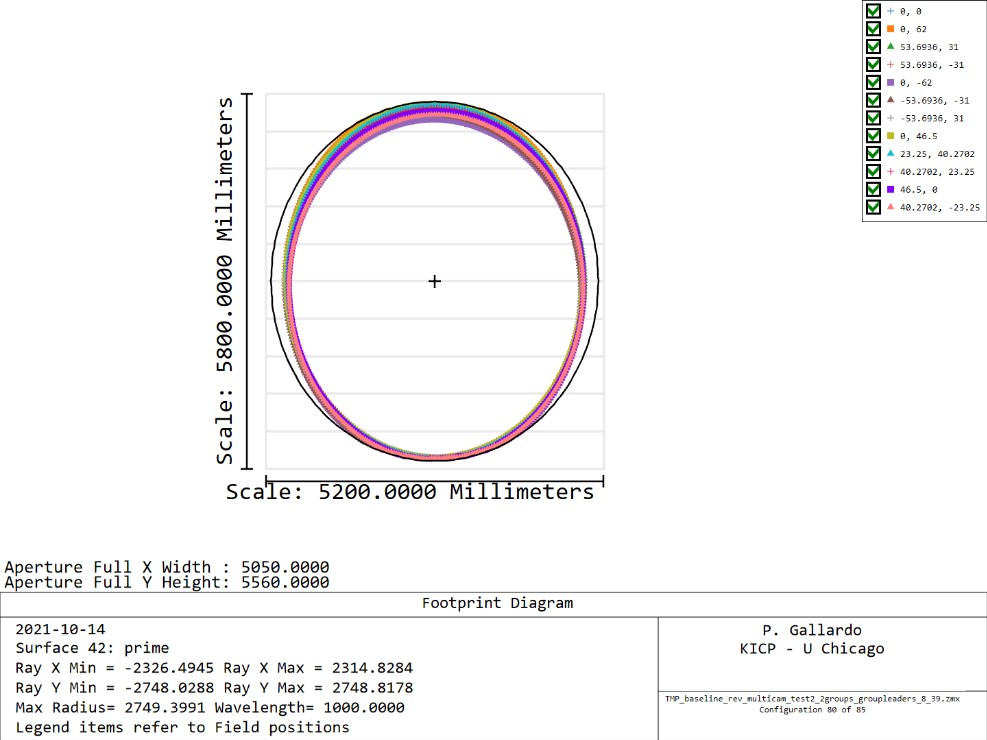 0, 0
0, 62
53.6936, 31
53.6936, -31
0, -62
-53.6936, -31
-53.6936, 31
0, 46.5
23.25, 40.2702
40.2702, 23.25
46.5, 0
40.2702, -23.25
Scale: 5800.0000 Millimeters
Scale: 5200.0000 Millimeters
Aperture Full X Width : 5050.0000
Aperture Full Y Height: 5560.0000
Footprint Diagram
2021-10-14
Surface 42: prime
Ray X Min = -2326.4945 Ray X Max = 2314.8284
Ray Y Min = -2748.0288 Ray Y Max = 2748.8178
Max Radius= 2749.3991 Wavelength= 1000.0000
Legend items refer to Field positions
P. Gallardo
KICP - U Chicago
TMP_baseline_rev_multicam_test2_2groups_groupleaders_8_39.zmx
Configuration 80 of 85